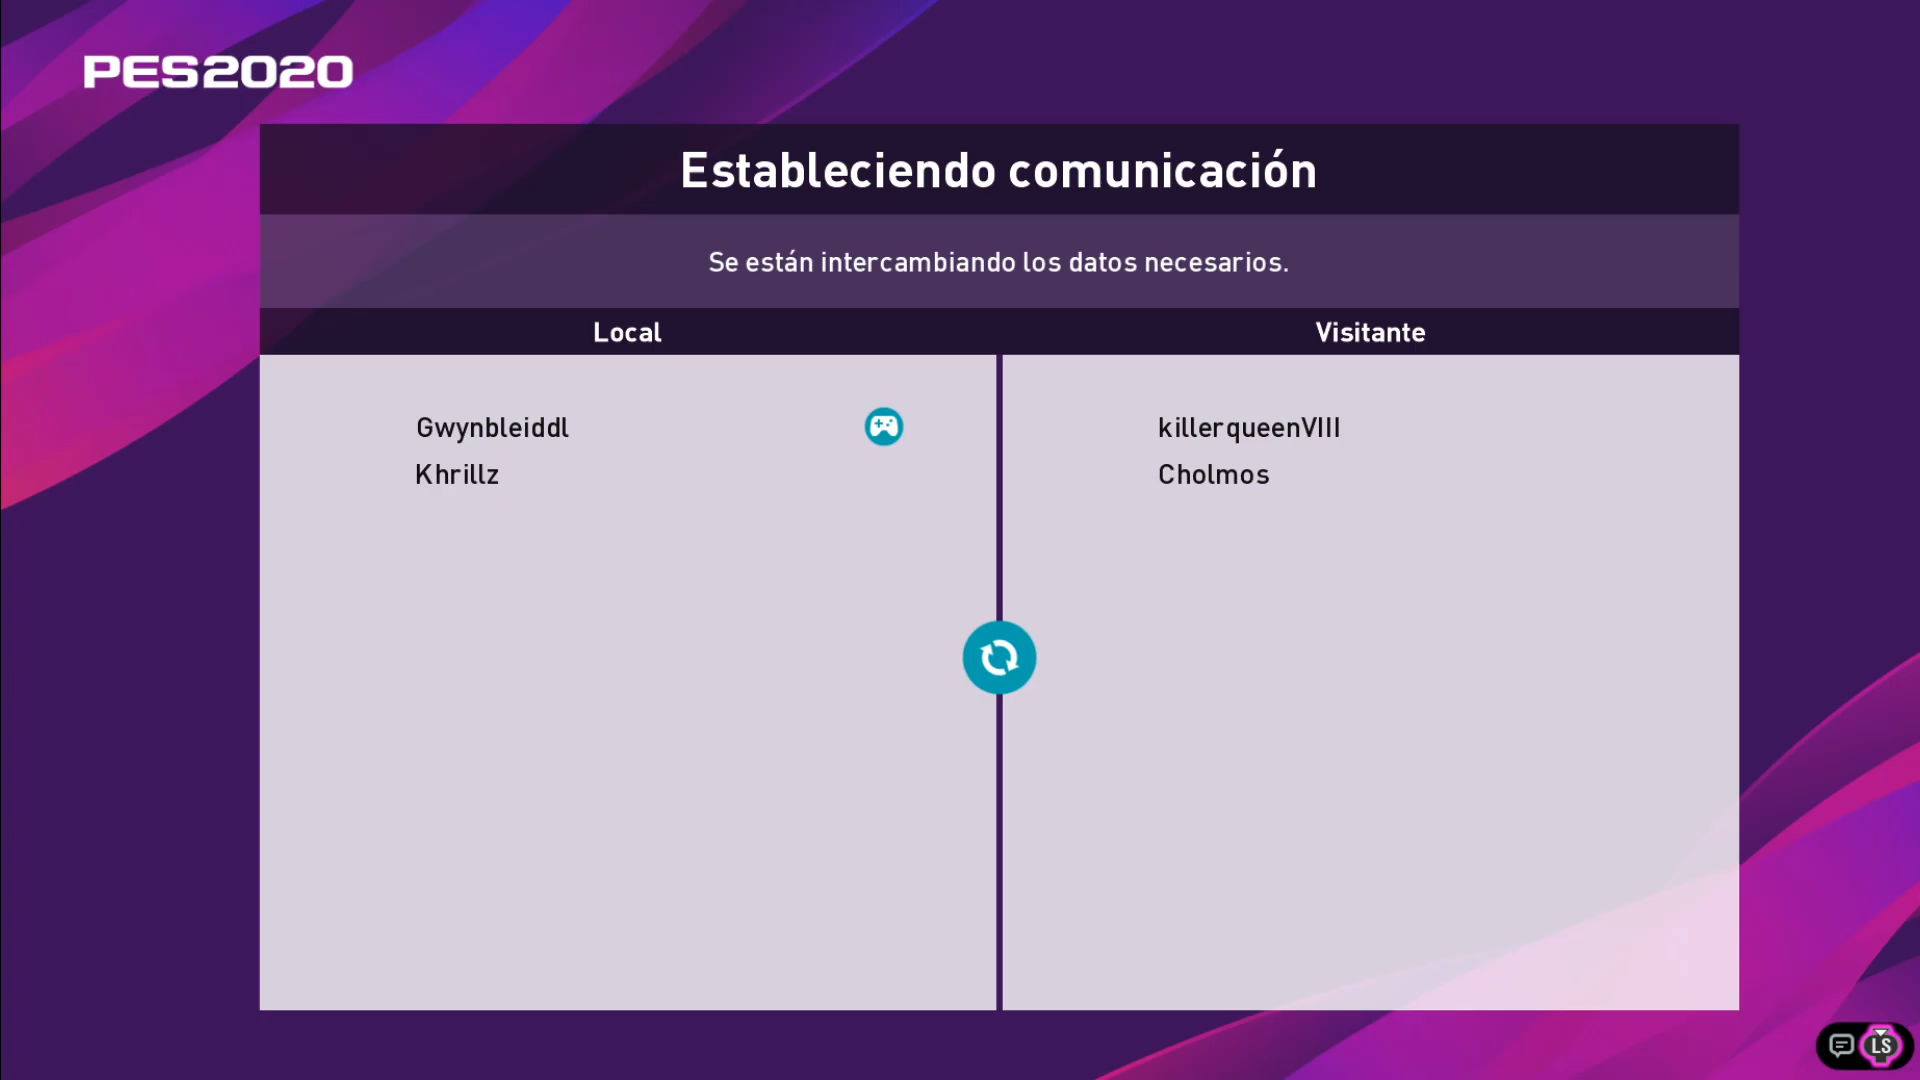 PES2020
Estableciendo comunicación
Se están intercambiando los datos necesarios.
Local
Visitante
Gwynbleiddl
killerqueenVIII
Khrillz
Cholmos
LS